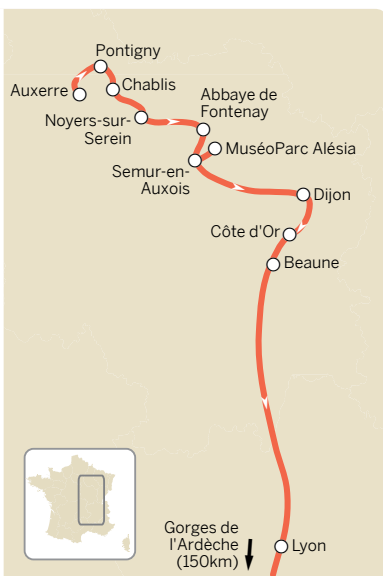 Pontigny
Auxerre
Chablis
Abbaye de
Fontenay
Noyers-sur-
Serein
MuséoParc Alésia
Semur-en-
Auxois
Dijon
Côte d'Or
Beaune
Gorges de
l'Ardèche
(150km)
Lyon